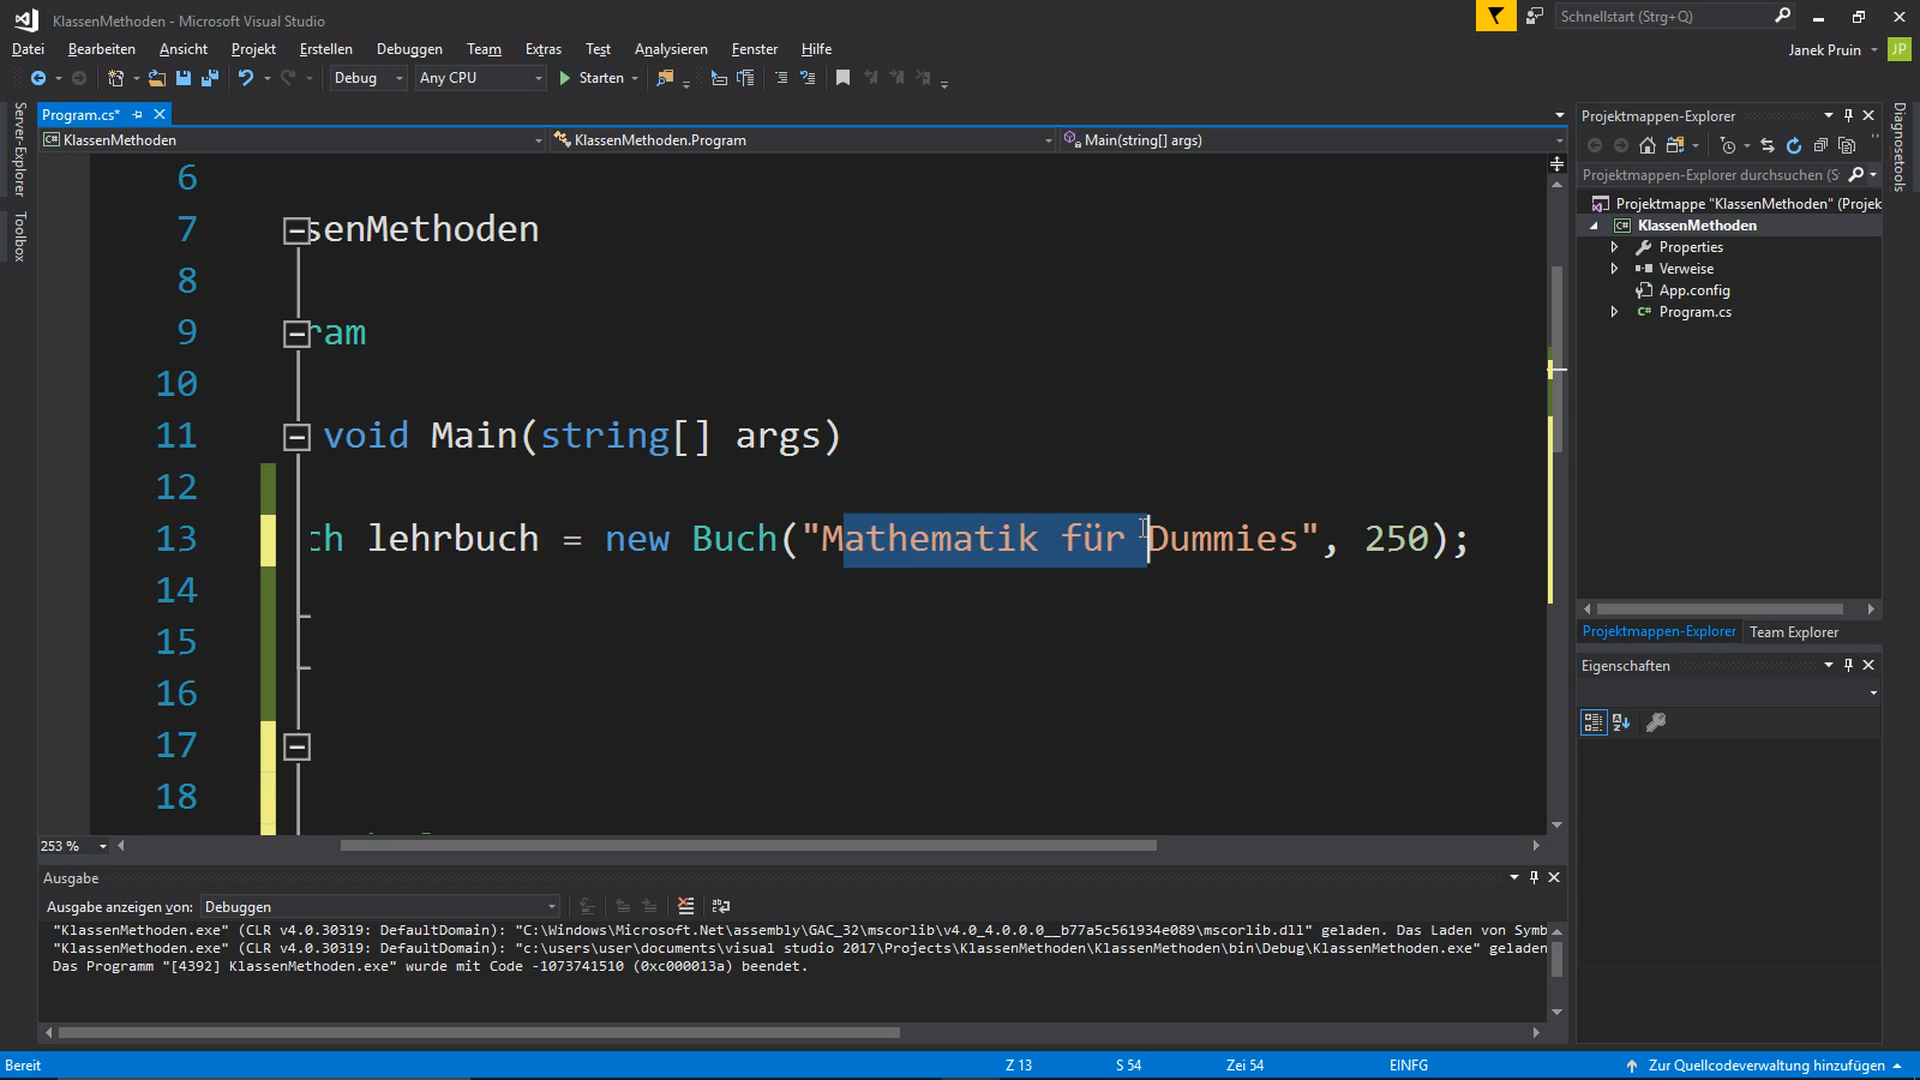 KlassenMethoden - Microsoft Visual Studio
Schnellstart (Strg+Q)
Datei Bearbeiten Ansicht Projekt Erstellen Debuggen Team Extras Test Analysieren Fenster Hilfe
Janek Pruin JP
Debug Any CPU Starten
Server-Explorer
Toolbox
Program.cs*
KlassenMethoden KlassenMethoden.Program Main(string[] args)
6
7 senMethoden
8
9 ram
10
11 void Main(string[] args)
12
13 ch lehrbuch = new Buch("Mathematik für Dummies", 250);
14
15
16
17
18
253 %
Projektmappen-Explorer
Projektmappen-Explorer durchsuchen (S
Projektmappe "KlassenMethoden" (Projek
C# KlassenMethoden
Properties
Verweise
App.config
C# Program.cs
Projektmappen-Explorer Team Explorer
Eigenschaften
Diagnosetools
Ausgabe
Ausgabe anzeigen von: Debuggen
"KlassenMethoden.exe" (CLR v4.0.30319: DefaultDomain): "C:\Windows\Microsoft.Net\assembly\GAC_32\mscorlib\v4.0_4.0.0.0__b77a5c561934e089\mscorlib.dll" geladen. Das Laden von Symb
"KlassenMethoden.exe" (CLR v4.0.30319: DefaultDomain): "c:\users\user\documents\visual studio 2017\Projects\KlassenMethoden\KlassenMethoden\bin\Debug\KlassenMethoden.exe" geladen
Das Programm "[4392] KlassenMethoden.exe" wurde mit Code -1073741510 (0xc000013a) beendet.
Bereit Z 13 S 54 Zei 54 EINFG Zur Quellcodeverwaltung hinzufügen